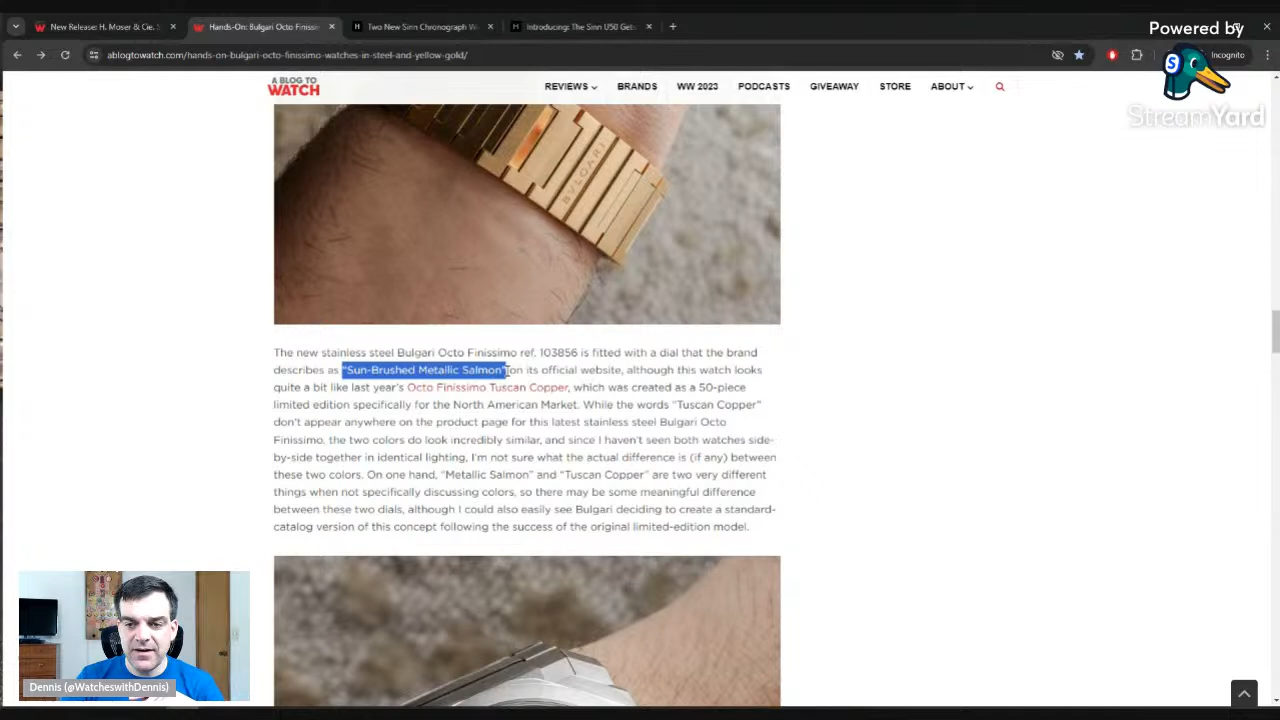 New Release: H. Moser & Cie. S
Hands-On: Bulgari Octo Finissim
Two New Sinn Chronograph W
Introducing: The Sinn U50 Gets
Powered by
ablogtowatch.com/hands-on-bulgari-octo-finissimo-watches-in-steel-and-yellow-gold/
Incognito
S
StreamYard
A BLOG TO
WATCH
REVIEWS
BRANDS
WW 2023
PODCASTS
GIVEAWAY
STORE
ABOUT
BVLGARI
The new stainless steel Bulgari Octo Finissimo ref. 103856 is fitted with a dial that the brand
describes as “Sun-Brushed Metallic Salmon” on its official website, although this watch looks
quite a bit like last year’s Octo Finissimo Tuscan Copper, which was created as a 50-piece
limited edition specifically for the North American Market. While the words “Tuscan Copper”
don’t appear anywhere on the product page for this latest stainless steel Bulgari Octo
Finissimo, the two colors do look incredibly similar, and since I haven’t seen both watches side-
by-side together in identical lighting, I’m not sure what the actual difference is (if any) between
these two colors. On one hand, “Metallic Salmon” and “Tuscan Copper” are two very different
things when not specifically discussing colors, so there may be some meaningful difference
between these two dials, although I could also easily see Bulgari deciding to create a standard-
catalog version of this concept following the success of the original limited-edition model.
Dennis (@WatcheswithDennis)